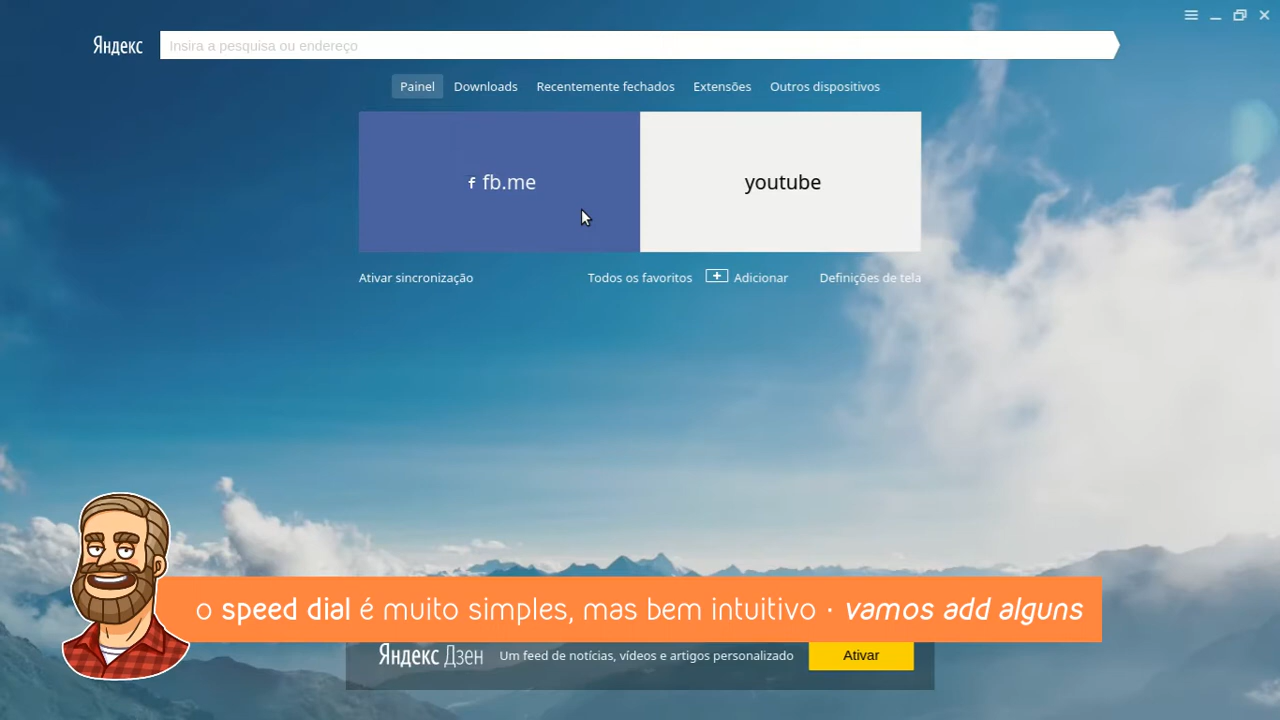 Яндекс
Insira a pesquisa ou endereço
Painel Downloads Recentemente fechados Extensões Outros dispositivos
f fb.me
youtube
Ativar sincronização Todos os favoritos Adicionar Definições de tela
o speed dial é muito simples, mas bem intuitivo · vamos add alguns
Яндекс Дзен Um feed de notícias, vídeos e artigos personalizado Ativar